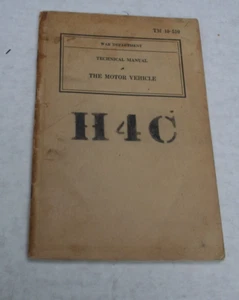 TM 10-510
WAR DEPARTMENT
TECHNICAL MANUAL
THE MOTOR VEHICLE
H4C